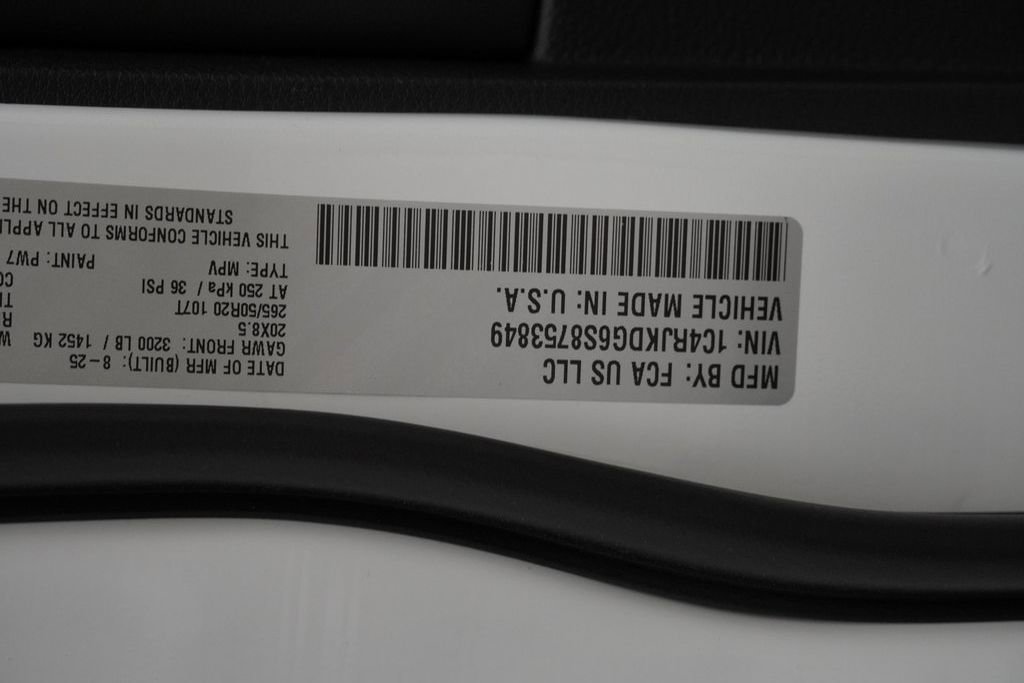 MFD BY: FCA US LLC
VIN: 1C4RJKDG6S8753849
VEHICLE MADE IN: U.S.A.
DATE OF MFR (BUILT): 8-25
GAWR FRONT: 3200 LB / 1452 KG
20X8.5
265/50R20 107T
AT 250 kPa / 36 PSI
TYPE: MPV PAINT: PW7
THIS VEHICLE CONFORMS TO ALL
STANDARDS IN EFFECT ON THE